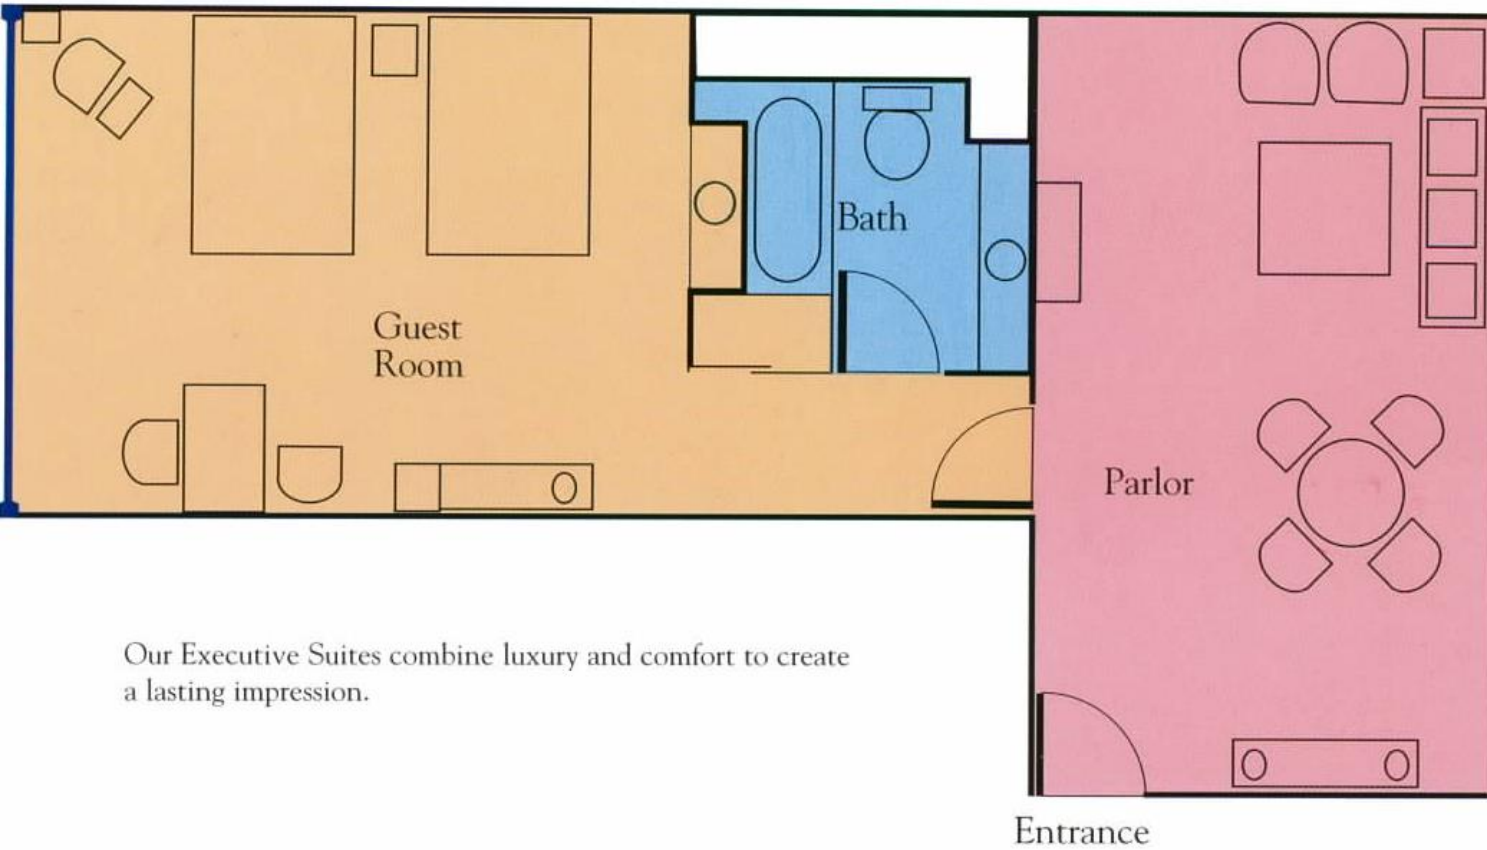 Bath
Guest
Room
Parlor
Our Executive Suites combine luxury and comfort to create
a lasting impression.
Entrance